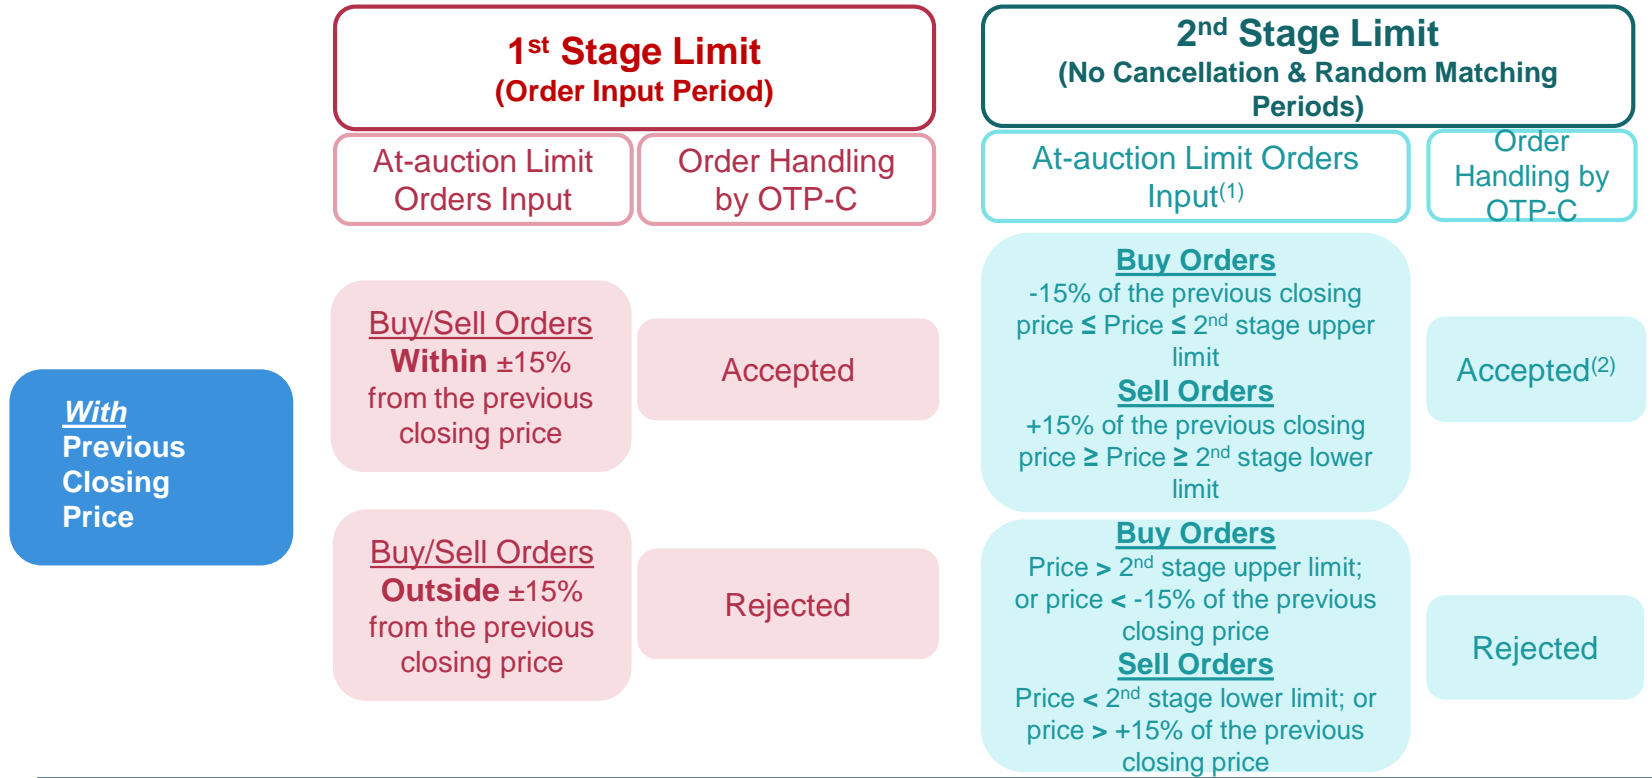 1st Stage Limit
(Order Input Period)
2nd Stage Limit
(No Cancellation & Random Matching
Periods)
At-auction Limit
Orders Input
Order Handling
by OTP-C
At-auction Limit Orders
Input(1)
Order
Handling by
OTP-C
With
Previous
Closing
Price
Buy/Sell Orders
Within ±15%
from the previous
closing price
Accepted
Buy Orders
-15% of the previous closing
price ≤ Price ≤ 2nd stage upper
limit
Sell Orders
+15% of the previous closing
price ≥ Price ≥ 2nd stage lower
limit
Accepted(2)
Buy/Sell Orders
Outside ±15%
from the previous
closing price
Rejected
Buy Orders
Price > 2nd stage upper limit;
or price < -15% of the previous
closing price
Sell Orders
Price < 2nd stage lower limit; or
price > +15% of the previous
closing price
Rejected